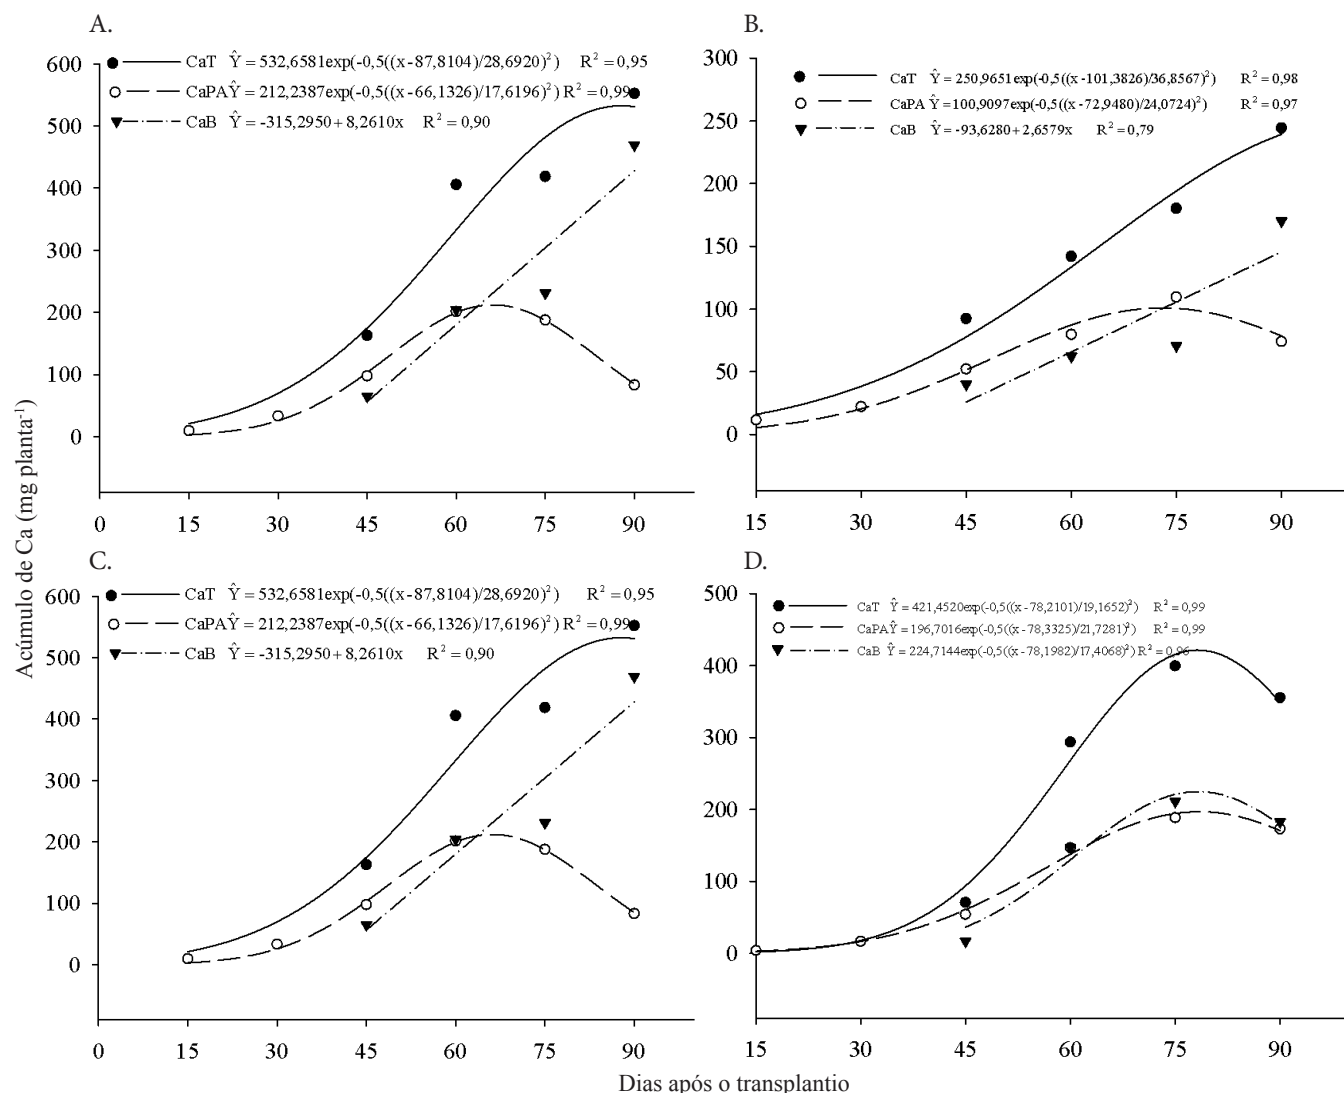 A.
CaT Ŷ = 532,6581exp(-0,5((x-87,8104)/28,6920)²) R² = 0,95
CaPA Ŷ = 212,2387exp(-0,5((x-66,1326)/17,6196)²) R² = 0,99
CaB Ŷ = -315,2950+8,2610x R² = 0,90
600
500
400
300
200
100
0
0 15 30 45 60 75 90
B.
CaT Ŷ = 250,9651exp(-0,5((x-101,3826)/36,8567)²) R² = 0,98
CaPA Ŷ = 100,9097exp(-0,5((x-72,9480)/24,0724)²) R² = 0,97
CaB Ŷ = -93,6280+2,6579x R² = 0,79
300
250
200
150
100
50
0
15 30 45 60 75 90
Acúmulo de Ca (mg planta⁻¹)
C.
CaT Ŷ = 532,6581exp(-0,5((x-87,8104)/28,6920)²) R² = 0,95
CaPA Ŷ = 212,2387exp(-0,5((x-66,1326)/17,6196)²) R² = 0,99
CaB Ŷ = -315,2950+8,2610x R² = 0,90
600
500
400
300
200
100
0
0 15 30 45 60 75 90
D.
CaT Ŷ = 421,4520exp(-0,5((x-78,2101)/19,1652)²) R² = 0,99
CaPA Ŷ = 196,7016exp(-0,5((x-78,3325)/21,7281)²) R² = 0,99
CaB Ŷ = 224,7144exp(-0,5((x-78,1982)/17,4068)²) R² = 0,96
500
400
300
200
100
0
15 30 45 60 75 90
Dias após o transplantio